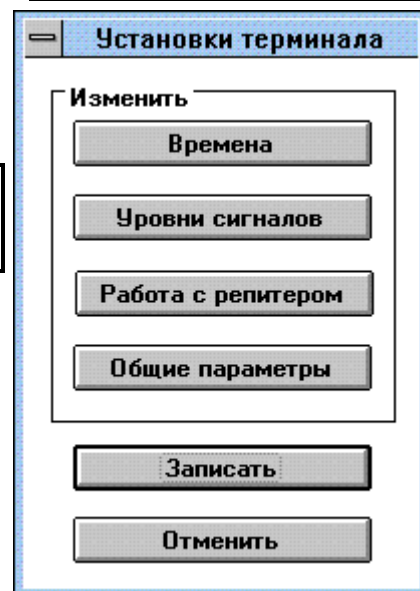 Установки терминала
Изменить
Времена
Уровни сигналов
Работа с репитером
Общие параметры
Записать
Отменить